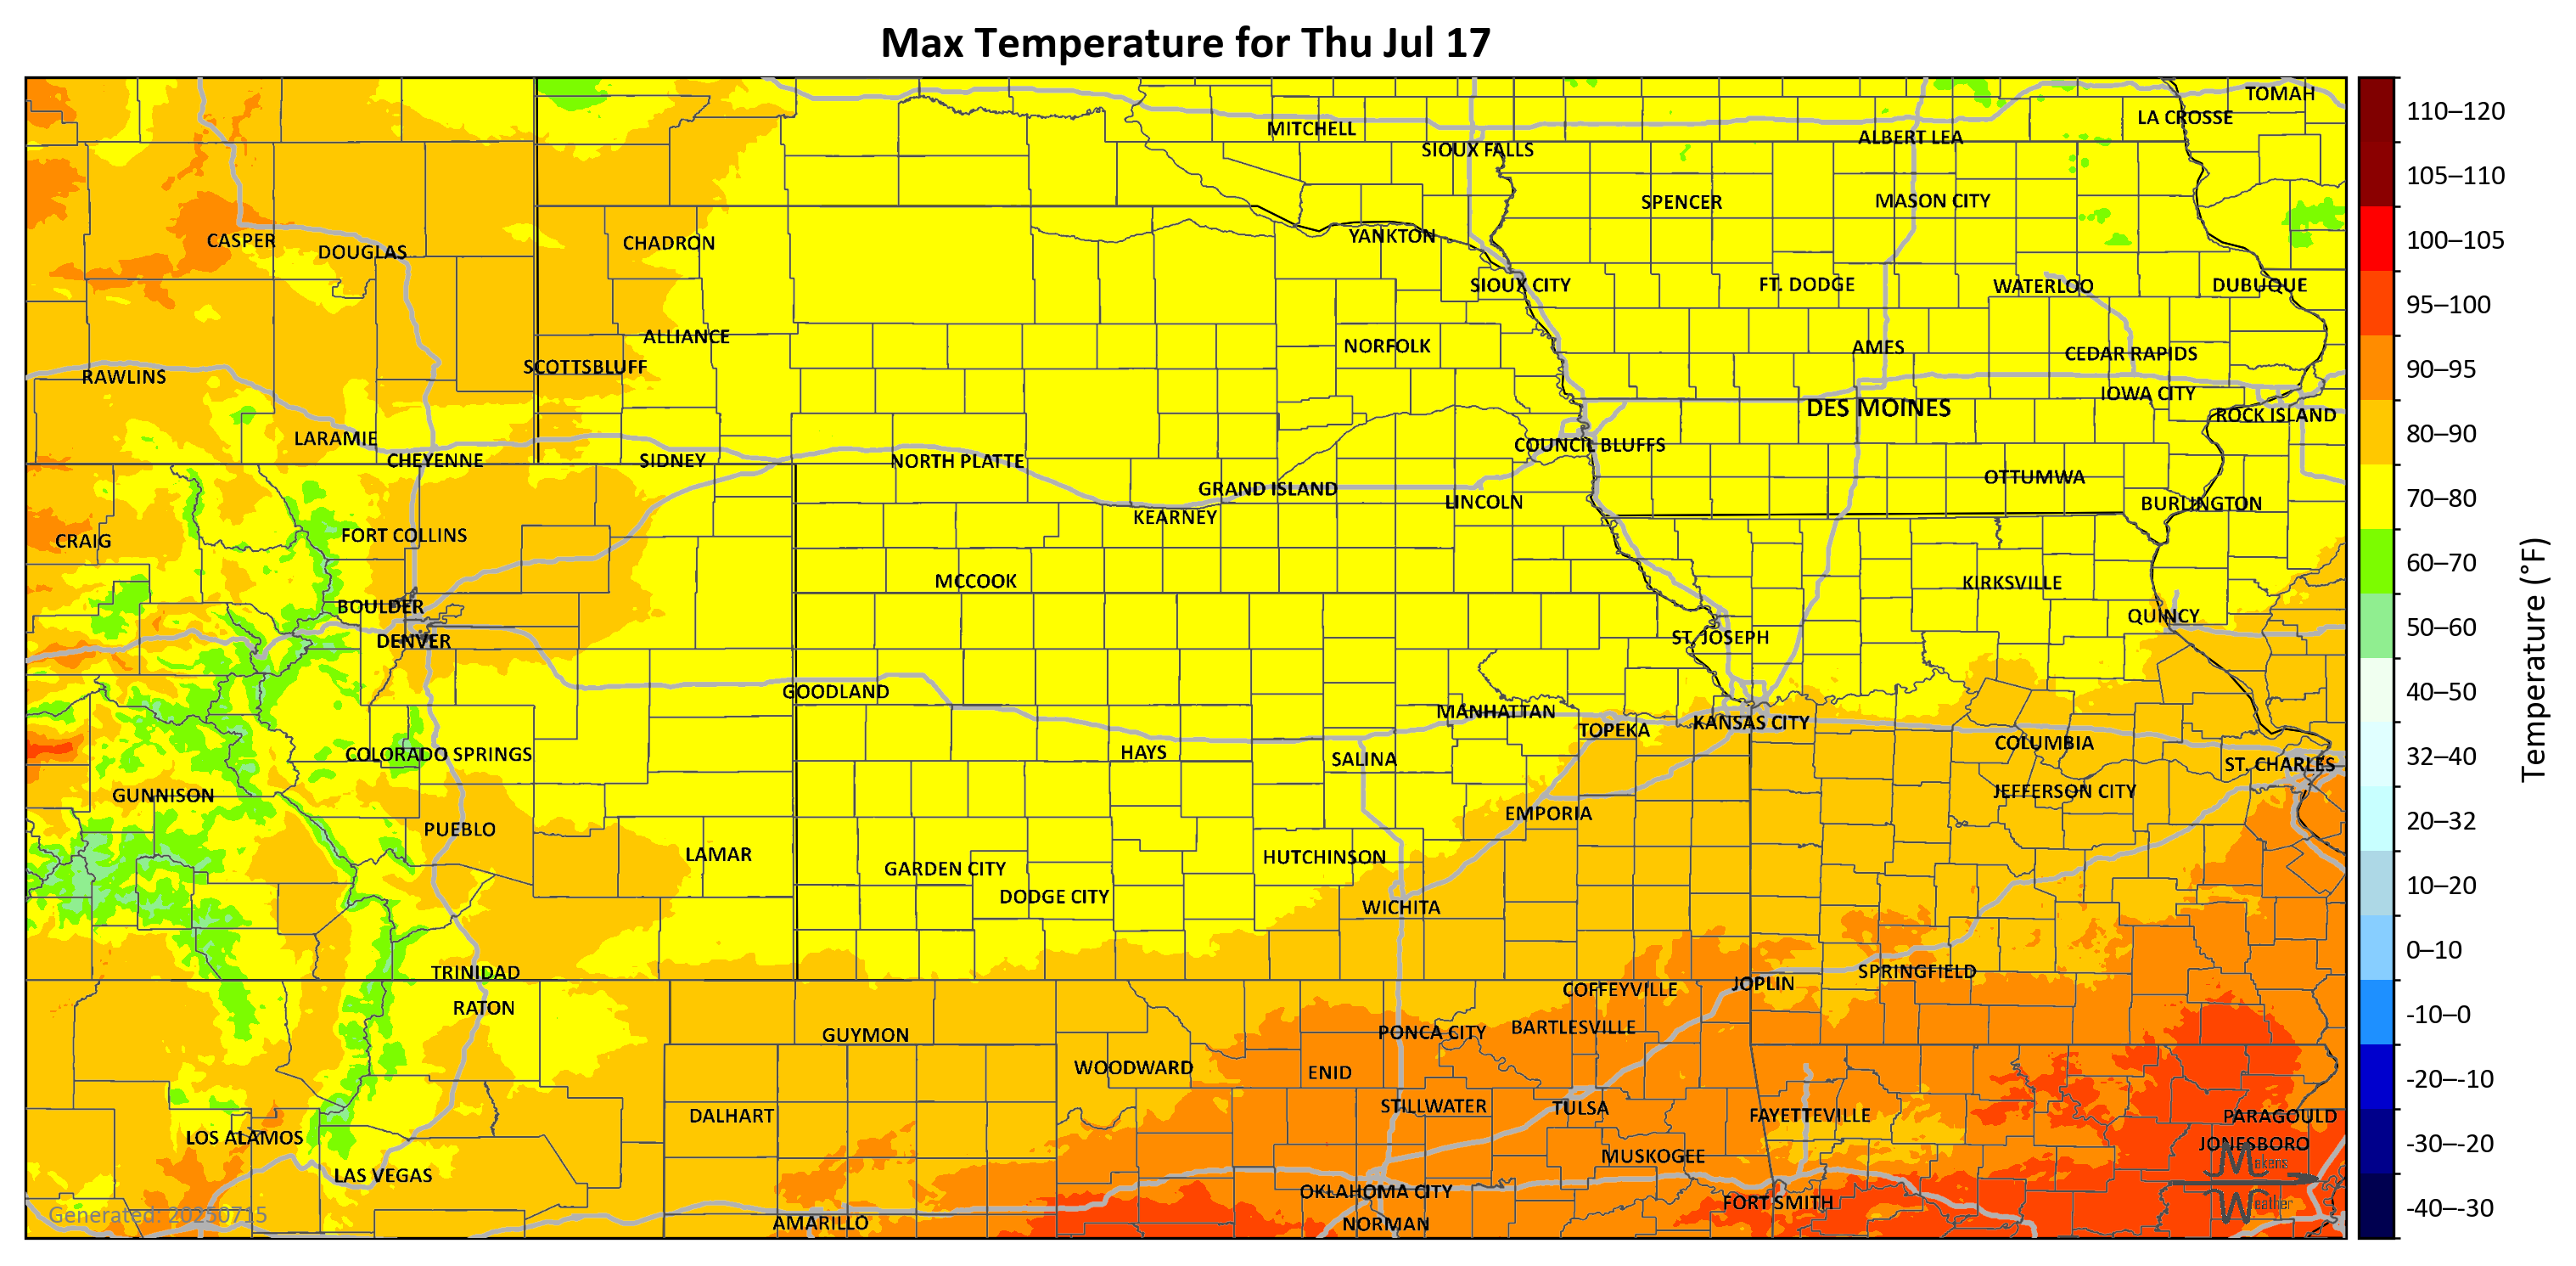 Max Temperature for Thu Jul 17
TOMAH
LA CROSSE
MITCHELL
ALBERT LEA
SIOUX FALLS
SPENCER
MASON CITY
CASPER
DOUGLAS
CHADRON
YANKTON
SIOUX CITY
FT. DODGE
WATERLOO
DUBUQUE
ALLIANCE
NORFOLK
AMES
CEDAR RAPIDS
SCOTTSBLUFF
RAWLINS
IOWA CITY
DES MOINES
ROCK ISLAND
LARAMIE
COUNCIL BLUFFS
CHEYENNE
SIDNEY
NORTH PLATTE
OTTUMWA
GRAND ISLAND
LINCOLN
BURLINGTON
KEARNEY
FORT COLLINS
CRAIG
MCCOOK
KIRKSVILLE
BOULDER
QUINCY
DENVER
ST. JOSEPH
GOODLAND
MANHATTAN
KANSAS CITY
TOPEKA
COLUMBIA
COLORADO SPRINGS
HAYS
SALINA
ST. CHARLES
GUNNISON
JEFFERSON CITY
EMPORIA
PUEBLO
LAMAR
HUTCHINSON
GARDEN CITY
DODGE CITY
WICHITA
TRINIDAD
SPRINGFIELD
JOPLIN
COFFEYVILLE
RATON
GUYMON
PONCA CITY
BARTLESVILLE
WOODWARD
ENID
STILLWATER
TULSA
DALHART
FAYETTEVILLE
PARAGOULD
LOS ALAMOS
JONESBORO
MUSKOGEE
Makens
LAS VEGAS
OKLAHOMA CITY
FORT SMITH
Weather
Generated: 20250715
AMARILLO
NORMAN
110–120
105–110
100–105
95–100
90–95
80–90
70–80
60–70
50–60
40–50
32–40
20–32
10–20
0–10
-10–0
-20–-10
-30–-20
-40–-30
Temperature (°F)